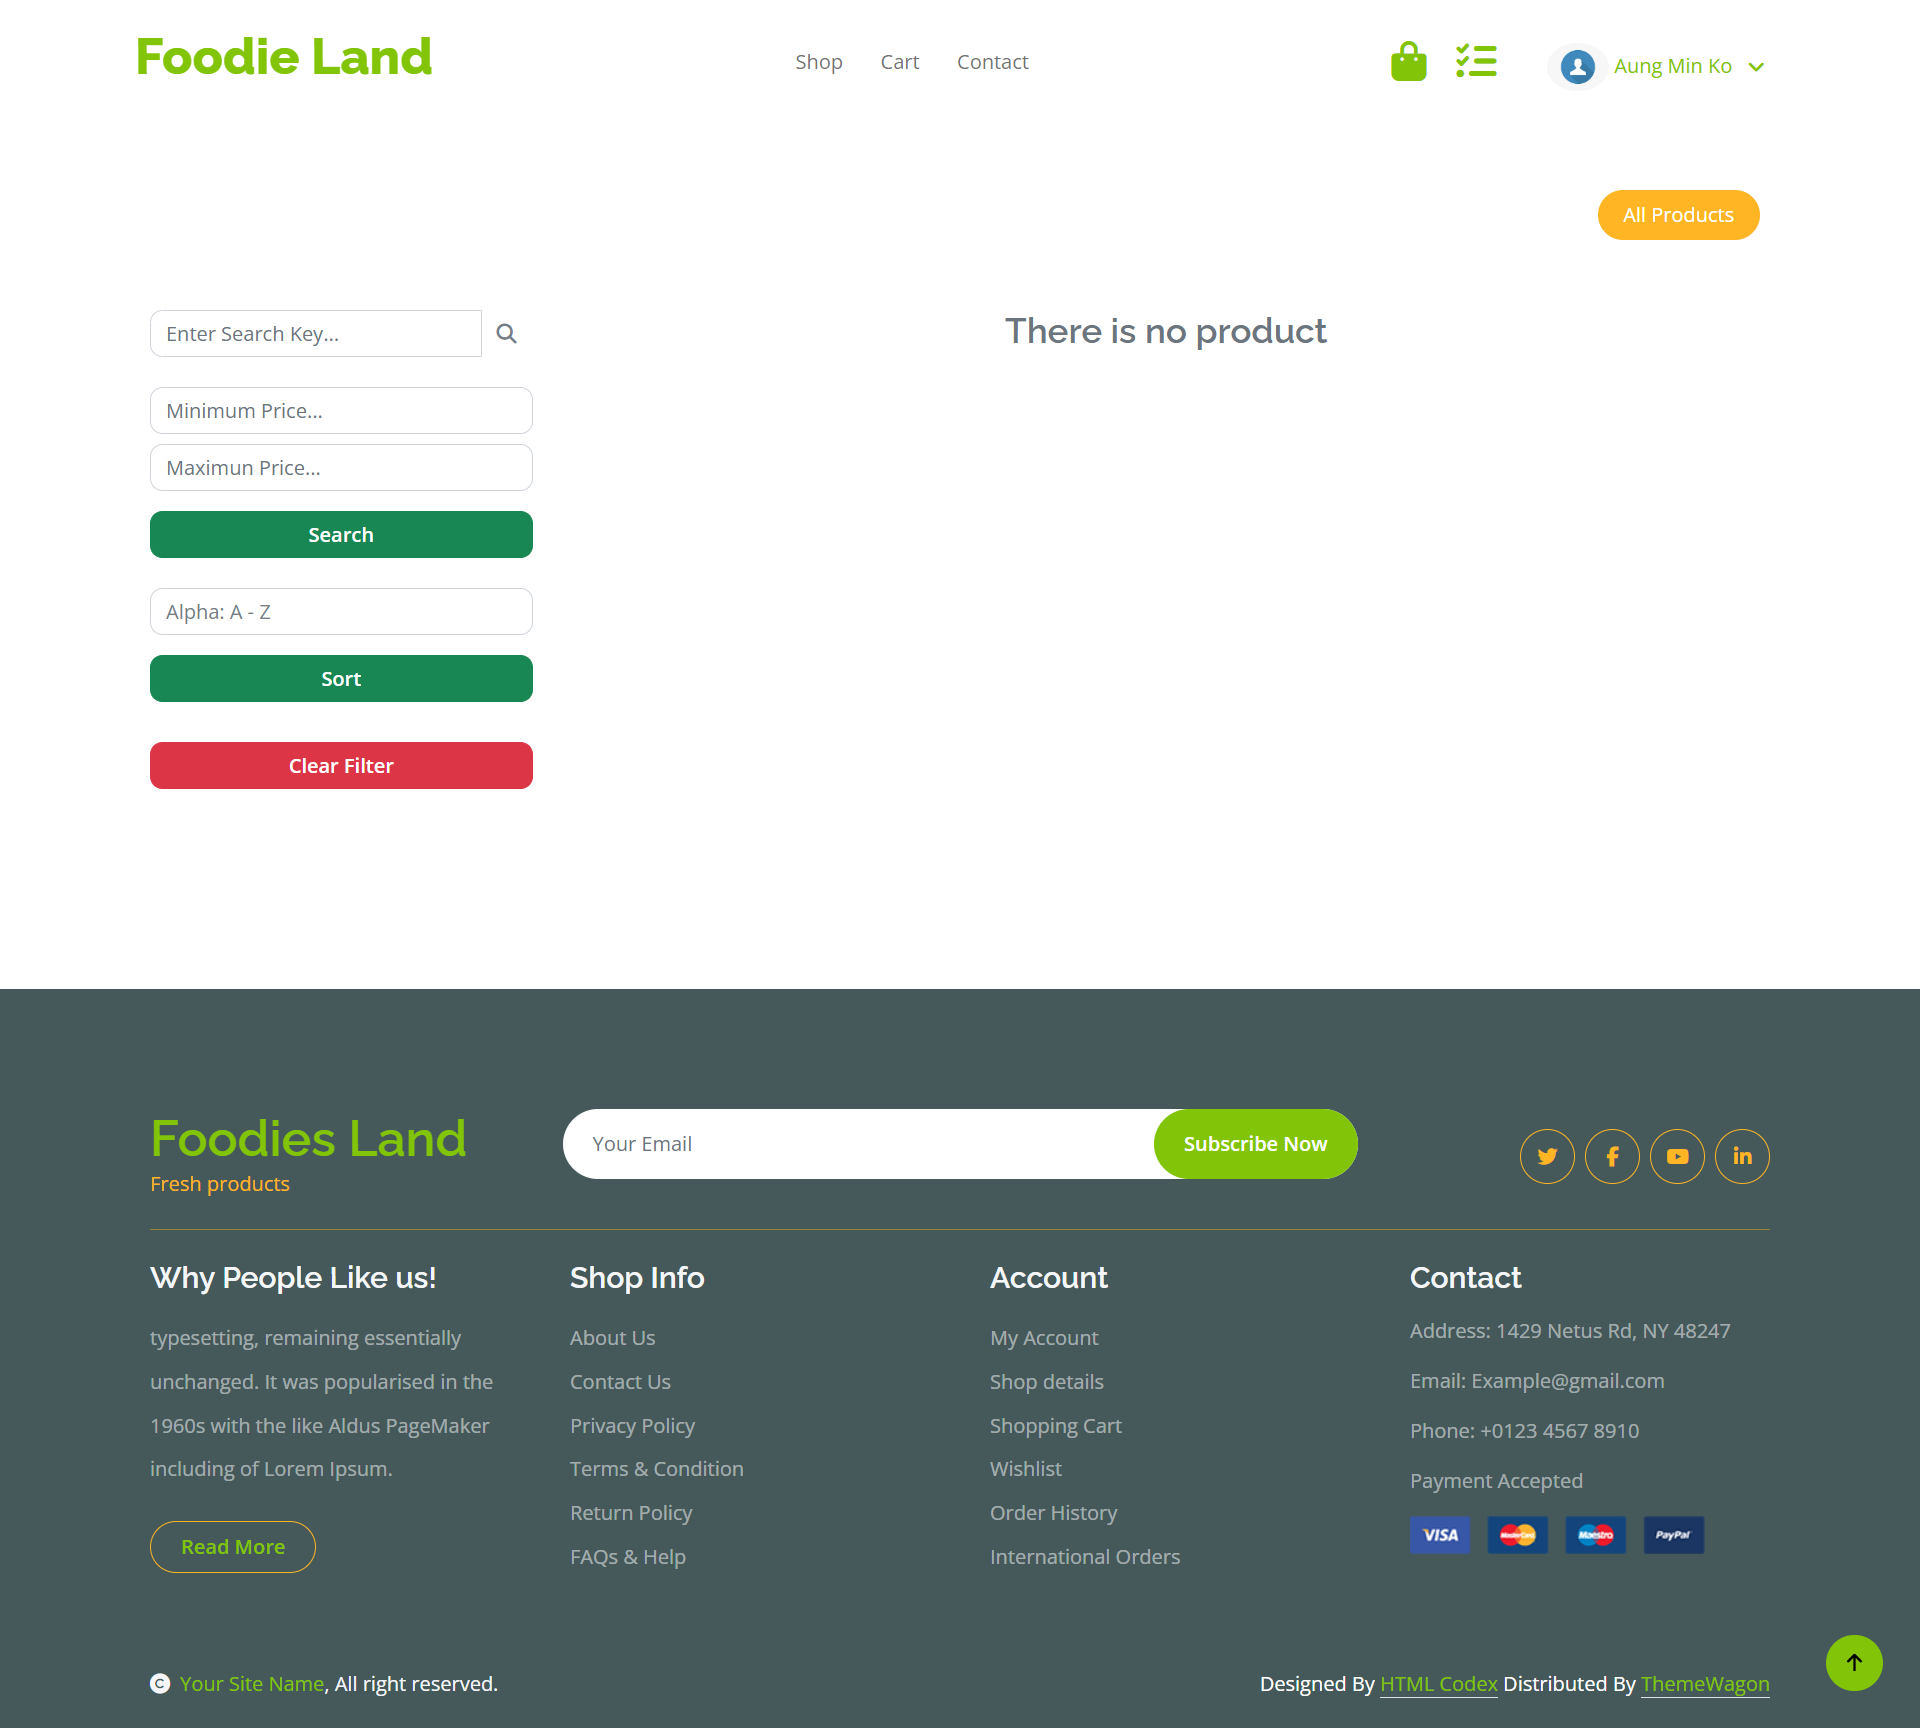 Foodie Land
Shop Cart Contact
Aung Min Ko
All Products
Enter Search Key...
There is no product
Minimum Price...
Maximun Price...
Search
Alpha: A - Z
Sort
Clear Filter
Foodies Land
Fresh products
Your Email
Subscribe Now
Why People Like us!
typesetting, remaining essentially
unchanged. It was popularised in the
1960s with the like Aldus PageMaker
including of Lorem Ipsum.
Read More
Shop Info
About Us
Contact Us
Privacy Policy
Terms & Condition
Return Policy
FAQs & Help
Account
My Account
Shop details
Shopping Cart
Wishlist
Order History
International Orders
Contact
Address: 1429 Netus Rd, NY 48247
Email: Example@gmail.com
Phone: +0123 4567 8910
Payment Accepted
VISA MasterCard Maestro PayPal
© Your Site Name, All right reserved.
Designed By HTML Codex Distributed By ThemeWagon